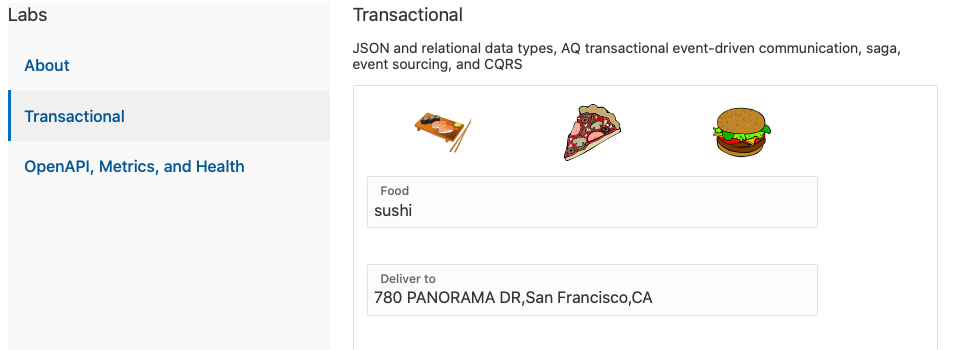 Labs
About
Transactional
OpenAPI, Metrics, and Health
Transactional
JSON and relational data types, AQ transactional event-driven communication, saga,
event sourcing, and CQRS
Food
sushi
Deliver to
780 PANORAMA DR,San Francisco,CA